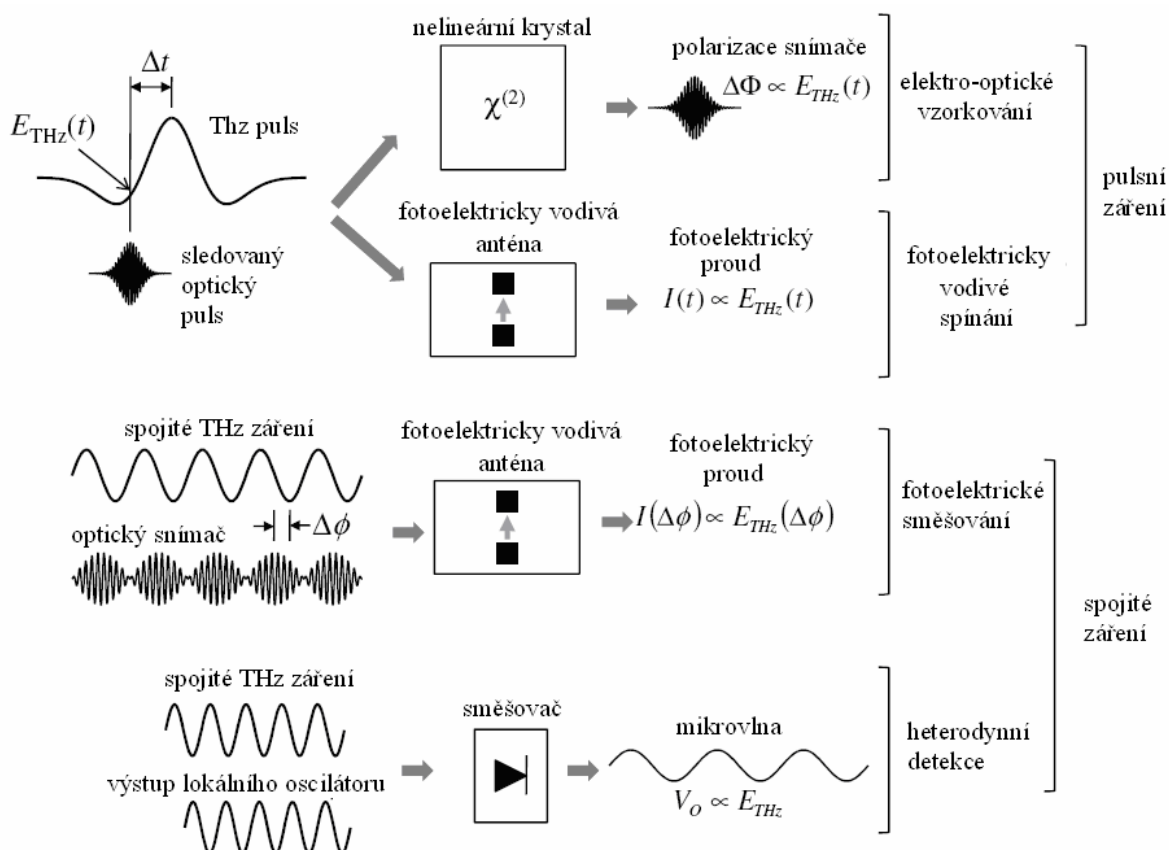 nelineární krystal
χ(2)
polarizace snímače
ΔΦ ∝ E_THz(t)
elektro-optické
vzorkování
Δt
E_THz(t)
Thz puls
sledovaný
optický
puls
fotoelektricky vodivá
anténa
fotoelektrický
proud
I(t) ∝ E_THz(t)
fotoelektricky
vodivé
spínání
pulsní
záření
spojité THz záření
Δϕ
optický snímač
fotoelektricky vodivá
anténa
fotoelektrický
proud
I(Δϕ) ∝ E_THz(Δϕ)
fotoelektrické
směšování
spojité THz záření
výstup lokálního oscilátoru
směšovač
mikrovlna
V_O ∝ E_THz
heterodynní
detekce
spojité
záření